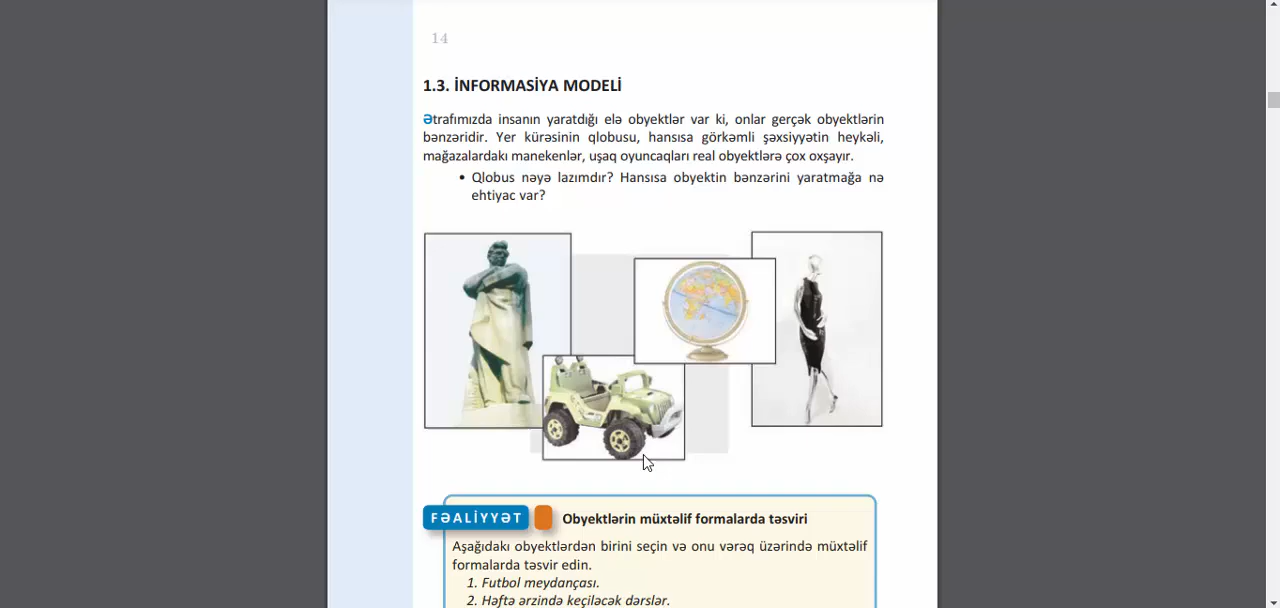 14
1.3. İNFORMASİYA MODELİ
Ətrafımızda insanın yaratdığı elə obyektlər var ki, onlar gerçək obyektlərin
bənzəridir. Yer kürəsinin qlobusu, hansısa görkəmli şəxsiyyətin heykəli,
mağazalardakı manekenlər, uşaq oyuncaqları real obyektlərə çox oxşayır.
• Qlobus nəyə lazımdır? Hansısa obyektin bənzərini yaratmağa nə
ehtiyac var?
FƏALİYYƏT
Obyektlərin müxtəlif formalarda təsviri
Aşağıdakı obyektlərdən birini seçin və onu vərəq üzərində müxtəlif
formalarda təsvir edin.
1. Futbol meydançası.
2. Həftə ərzində keçiləcək dərslər.